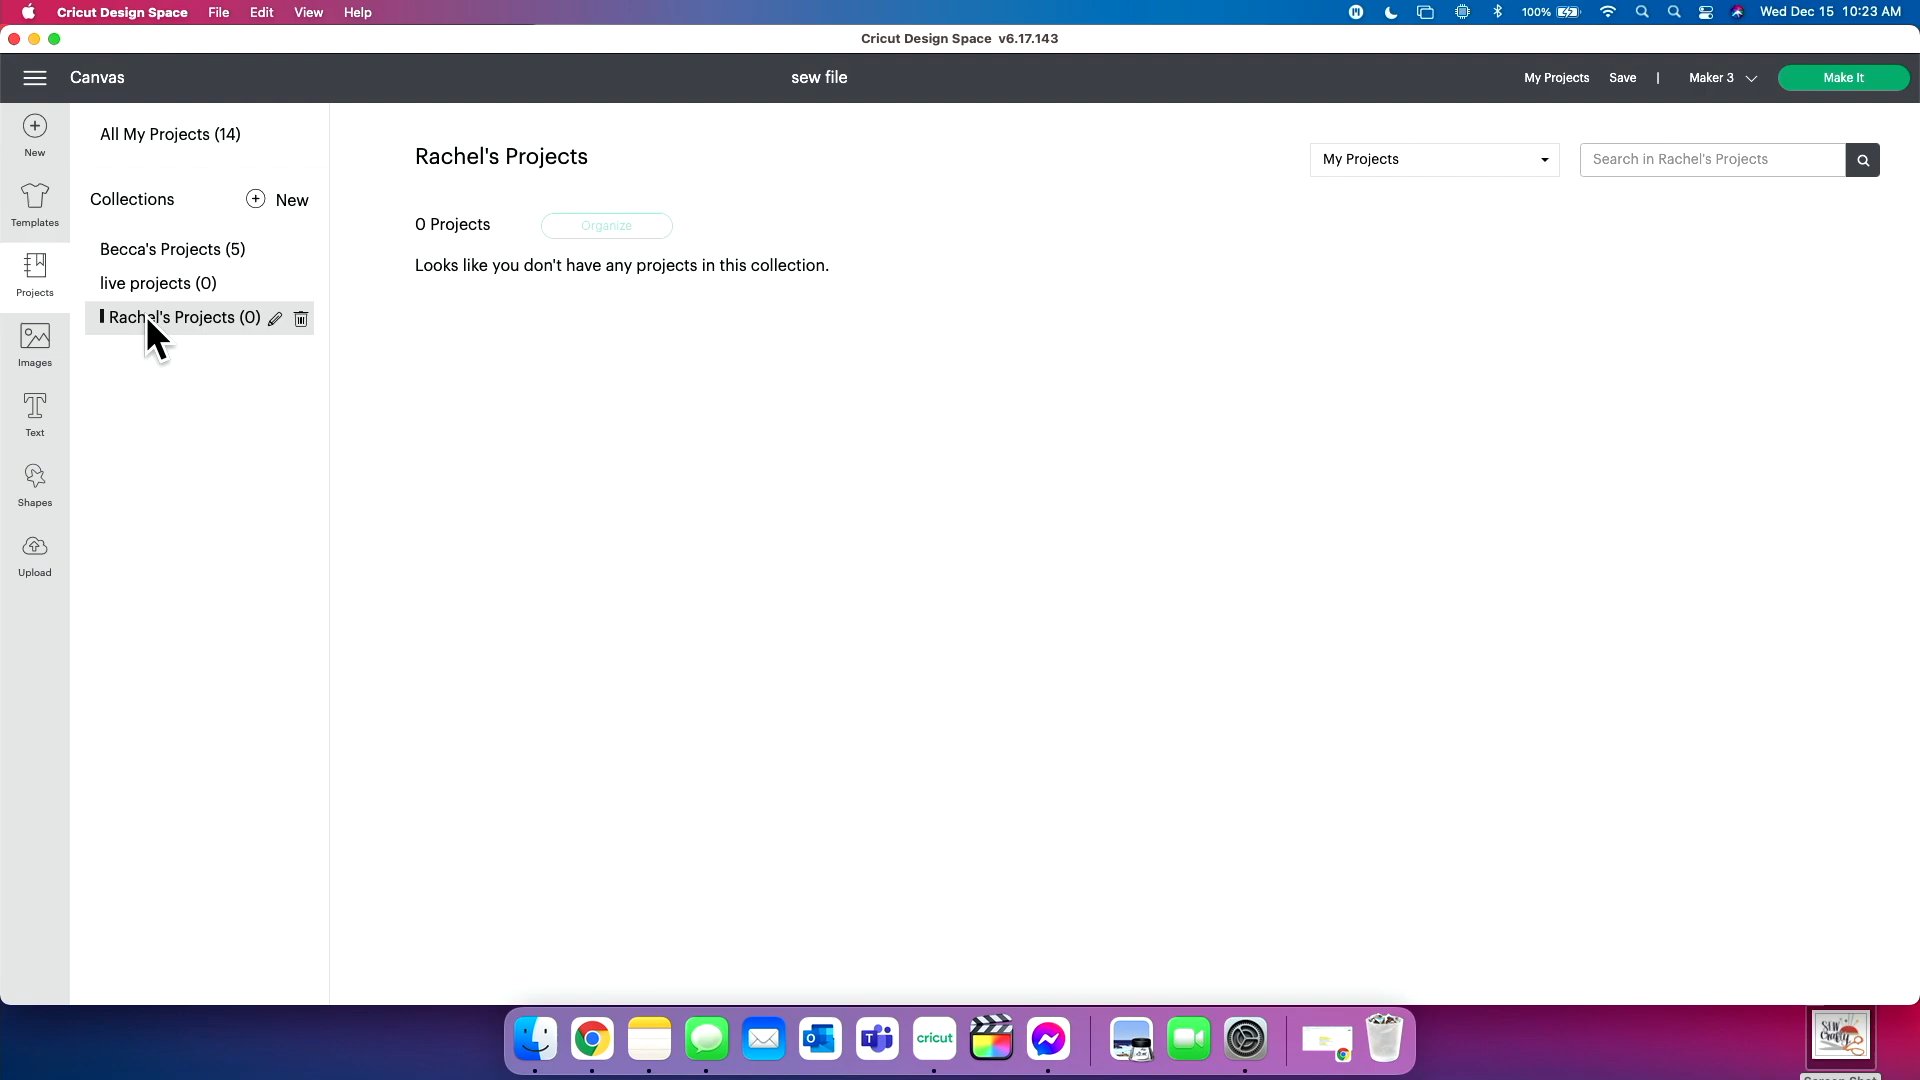 Cricut Design Space File Edit View Help
100% Wed Dec 15 10:23 AM
Cricut Design Space v6.17.143
Canvas
sew file
My Projects Save | Maker 3 Make It
New
Templates
Projects
Images
Text
Shapes
Upload
All My Projects (14)
Collections
New
Becca's Projects (5)
live projects (0)
Rachel's Projects (0)
Rachel's Projects
My Projects
Search in Rachel's Projects
0 Projects
Organize
Looks like you don't have any projects in this collection.
cricut
SEW
Crafty